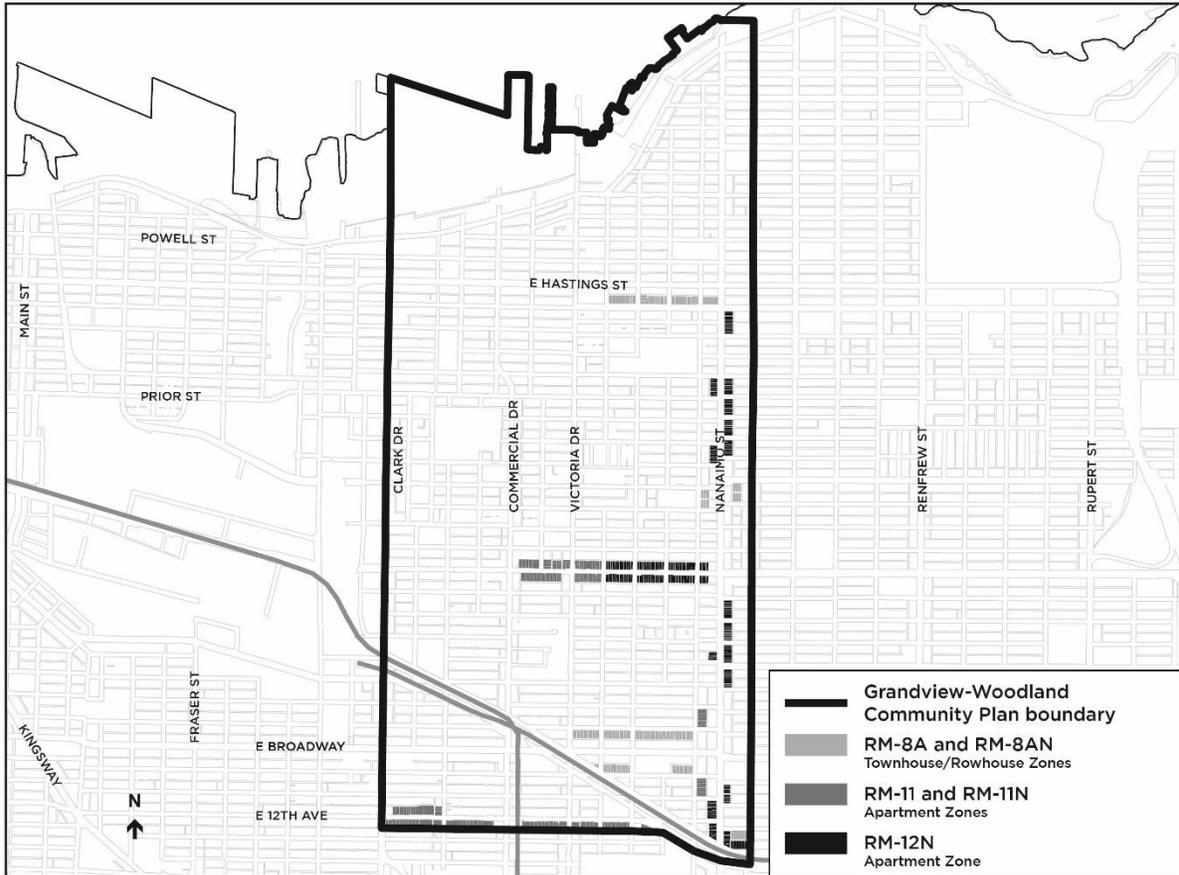 POWELL ST
E HASTINGS ST
MAIN ST
PRIOR ST
CLARK DR
COMMERCIAL DR
VICTORIA DR
NANAIMO ST
RENFREW ST
RUPERT ST
FRASER ST
KINGSWAY
E BROADWAY
E 12TH AVE
N
Grandview-Woodland
Community Plan boundary
RM-8A and RM-8AN
Townhouse/Rowhouse Zones
RM-11 and RM-11N
Apartment Zones
RM-12N
Apartment Zone